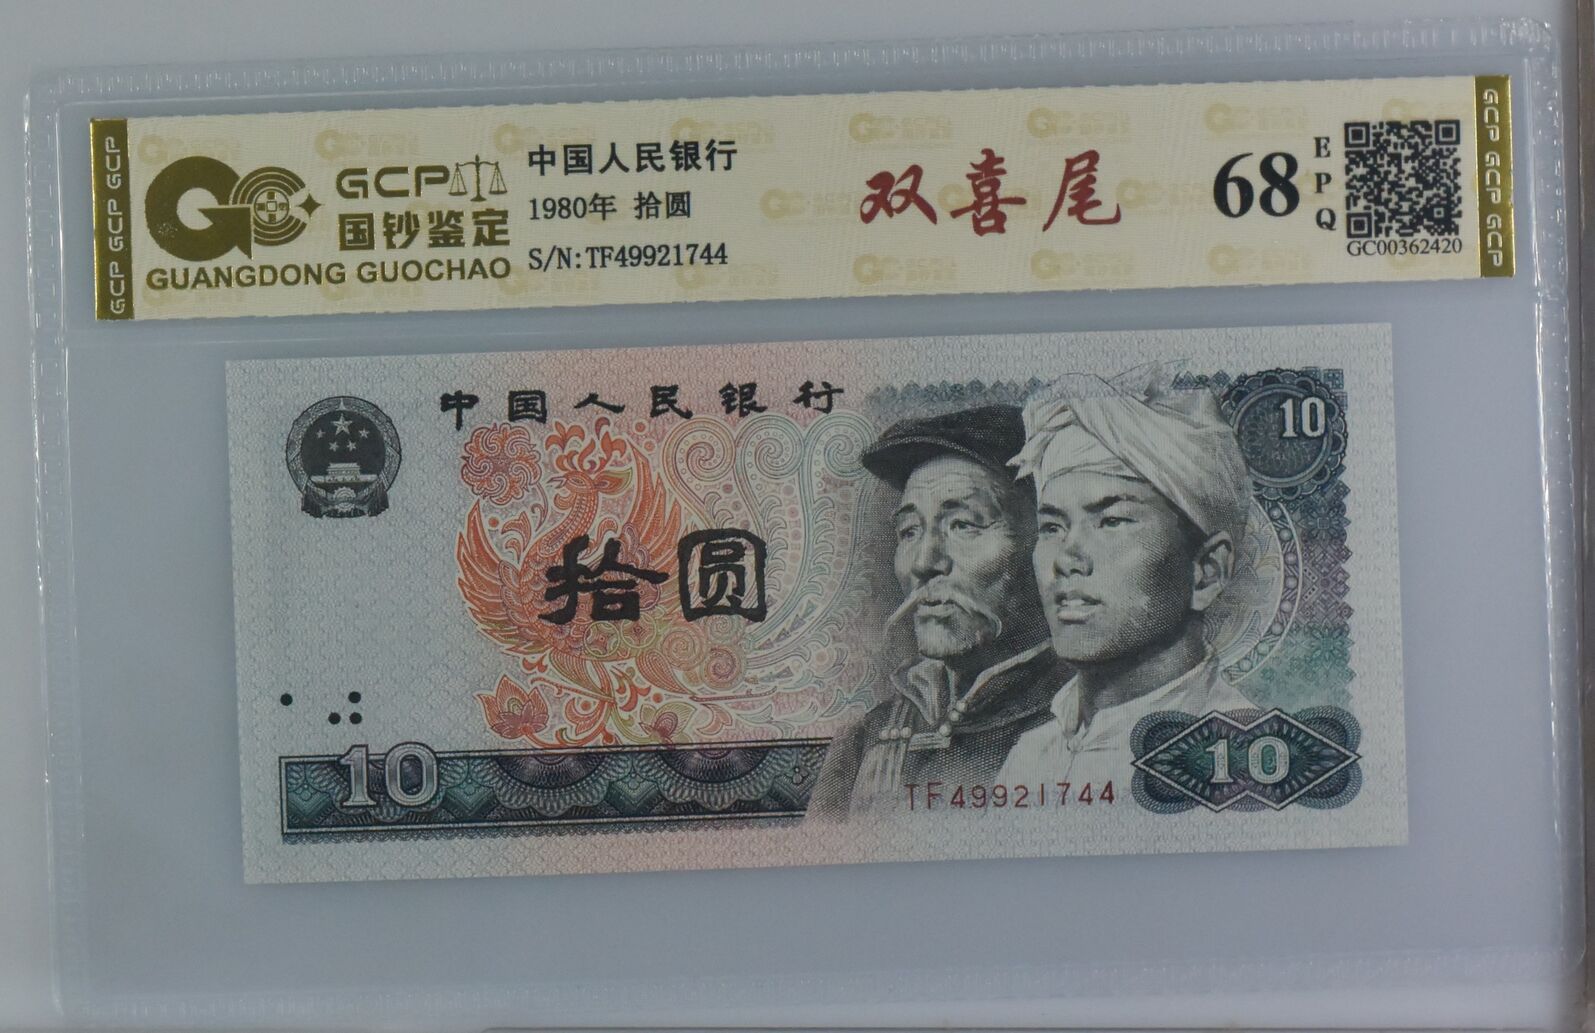 GCP GCP GCP
GCP
国钞鉴定
GUANGDONG GUOCHAO
中国人民银行
1980年 拾圆
S/N:TF49921744
双喜尾
68
EPQ
GC00362420
GCP GCP GCP
中国人民银行
10
拾圆
10
10
TF49921744